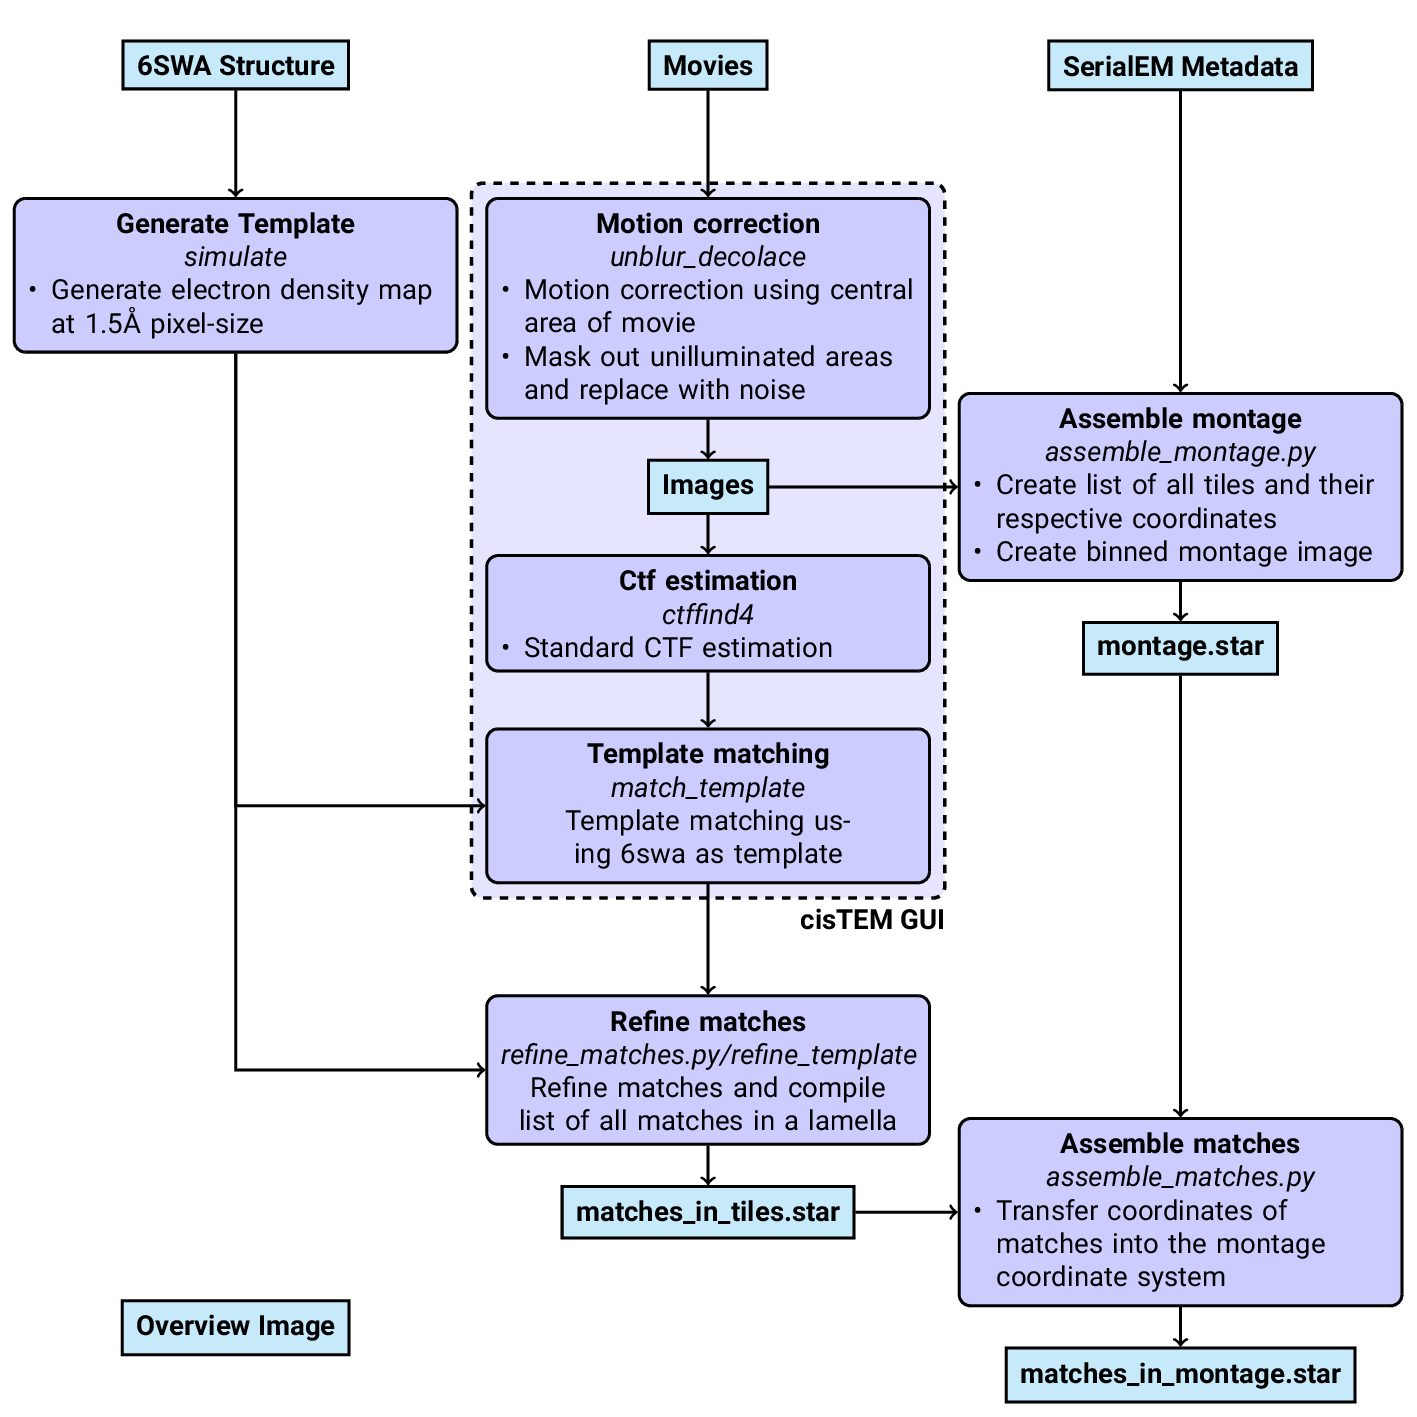 6SWA Structure
Movies
SerialEM Metadata
Generate Template
simulate
• Generate electron density map
at 1.5Å pixel-size
Motion correction
unblur_decolace
• Motion correction using central
area of movie
• Mask out unilluminated areas
and replace with noise
Images
Assemble montage
assemble_montage.py
• Create list of all tiles and their
respective coordinates
• Create binned montage image
Ctf estimation
ctffind4
• Standard CTF estimation
montage.star
Template matching
match_template
Template matching us-
ing 6swa as template
cisTEM GUI
Refine matches
refine_matches.py/refine_template
Refine matches and compile
list of all matches in a lamella
matches_in_tiles.star
Assemble matches
assemble_matches.py
• Transfer coordinates of
matches into the montage
coordinate system
Overview Image
matches_in_montage.star